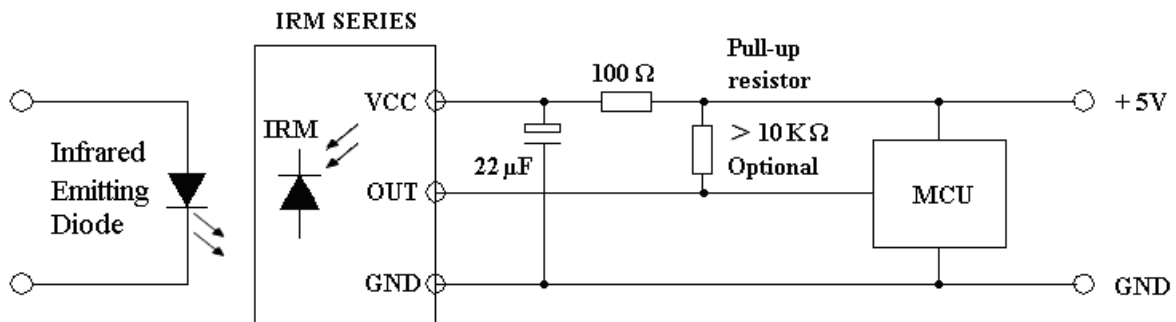 IRM SERIES
Pull-up
resistor
100 Ω
VCC
+ 5V
IRM
> 10 K Ω
Optional
Infrared
Emitting
Diode
22 µF
OUT
MCU
GND
GND